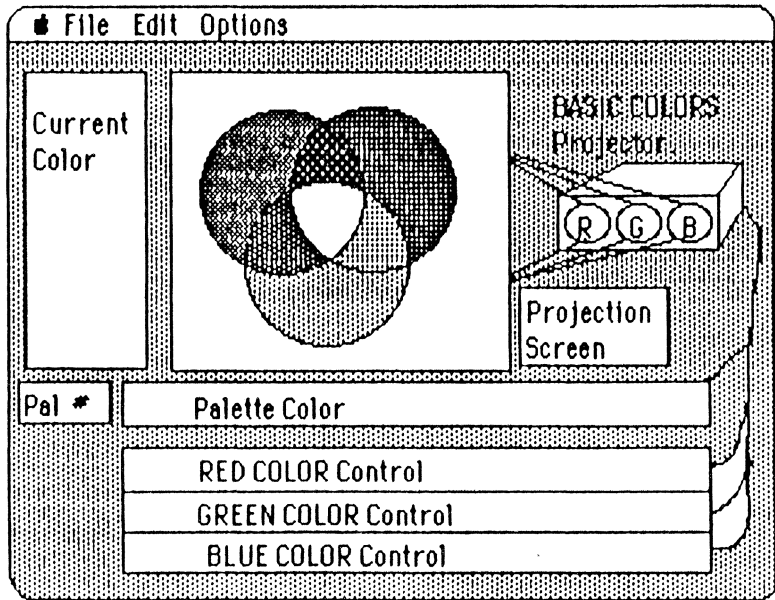 File Edit Options
Current
Color
BASIC COLORS
Projector.
R G B
Projection
Screen
Pal #
Palette Color
RED COLOR Control
GREEN COLOR Control
BLUE COLOR Control